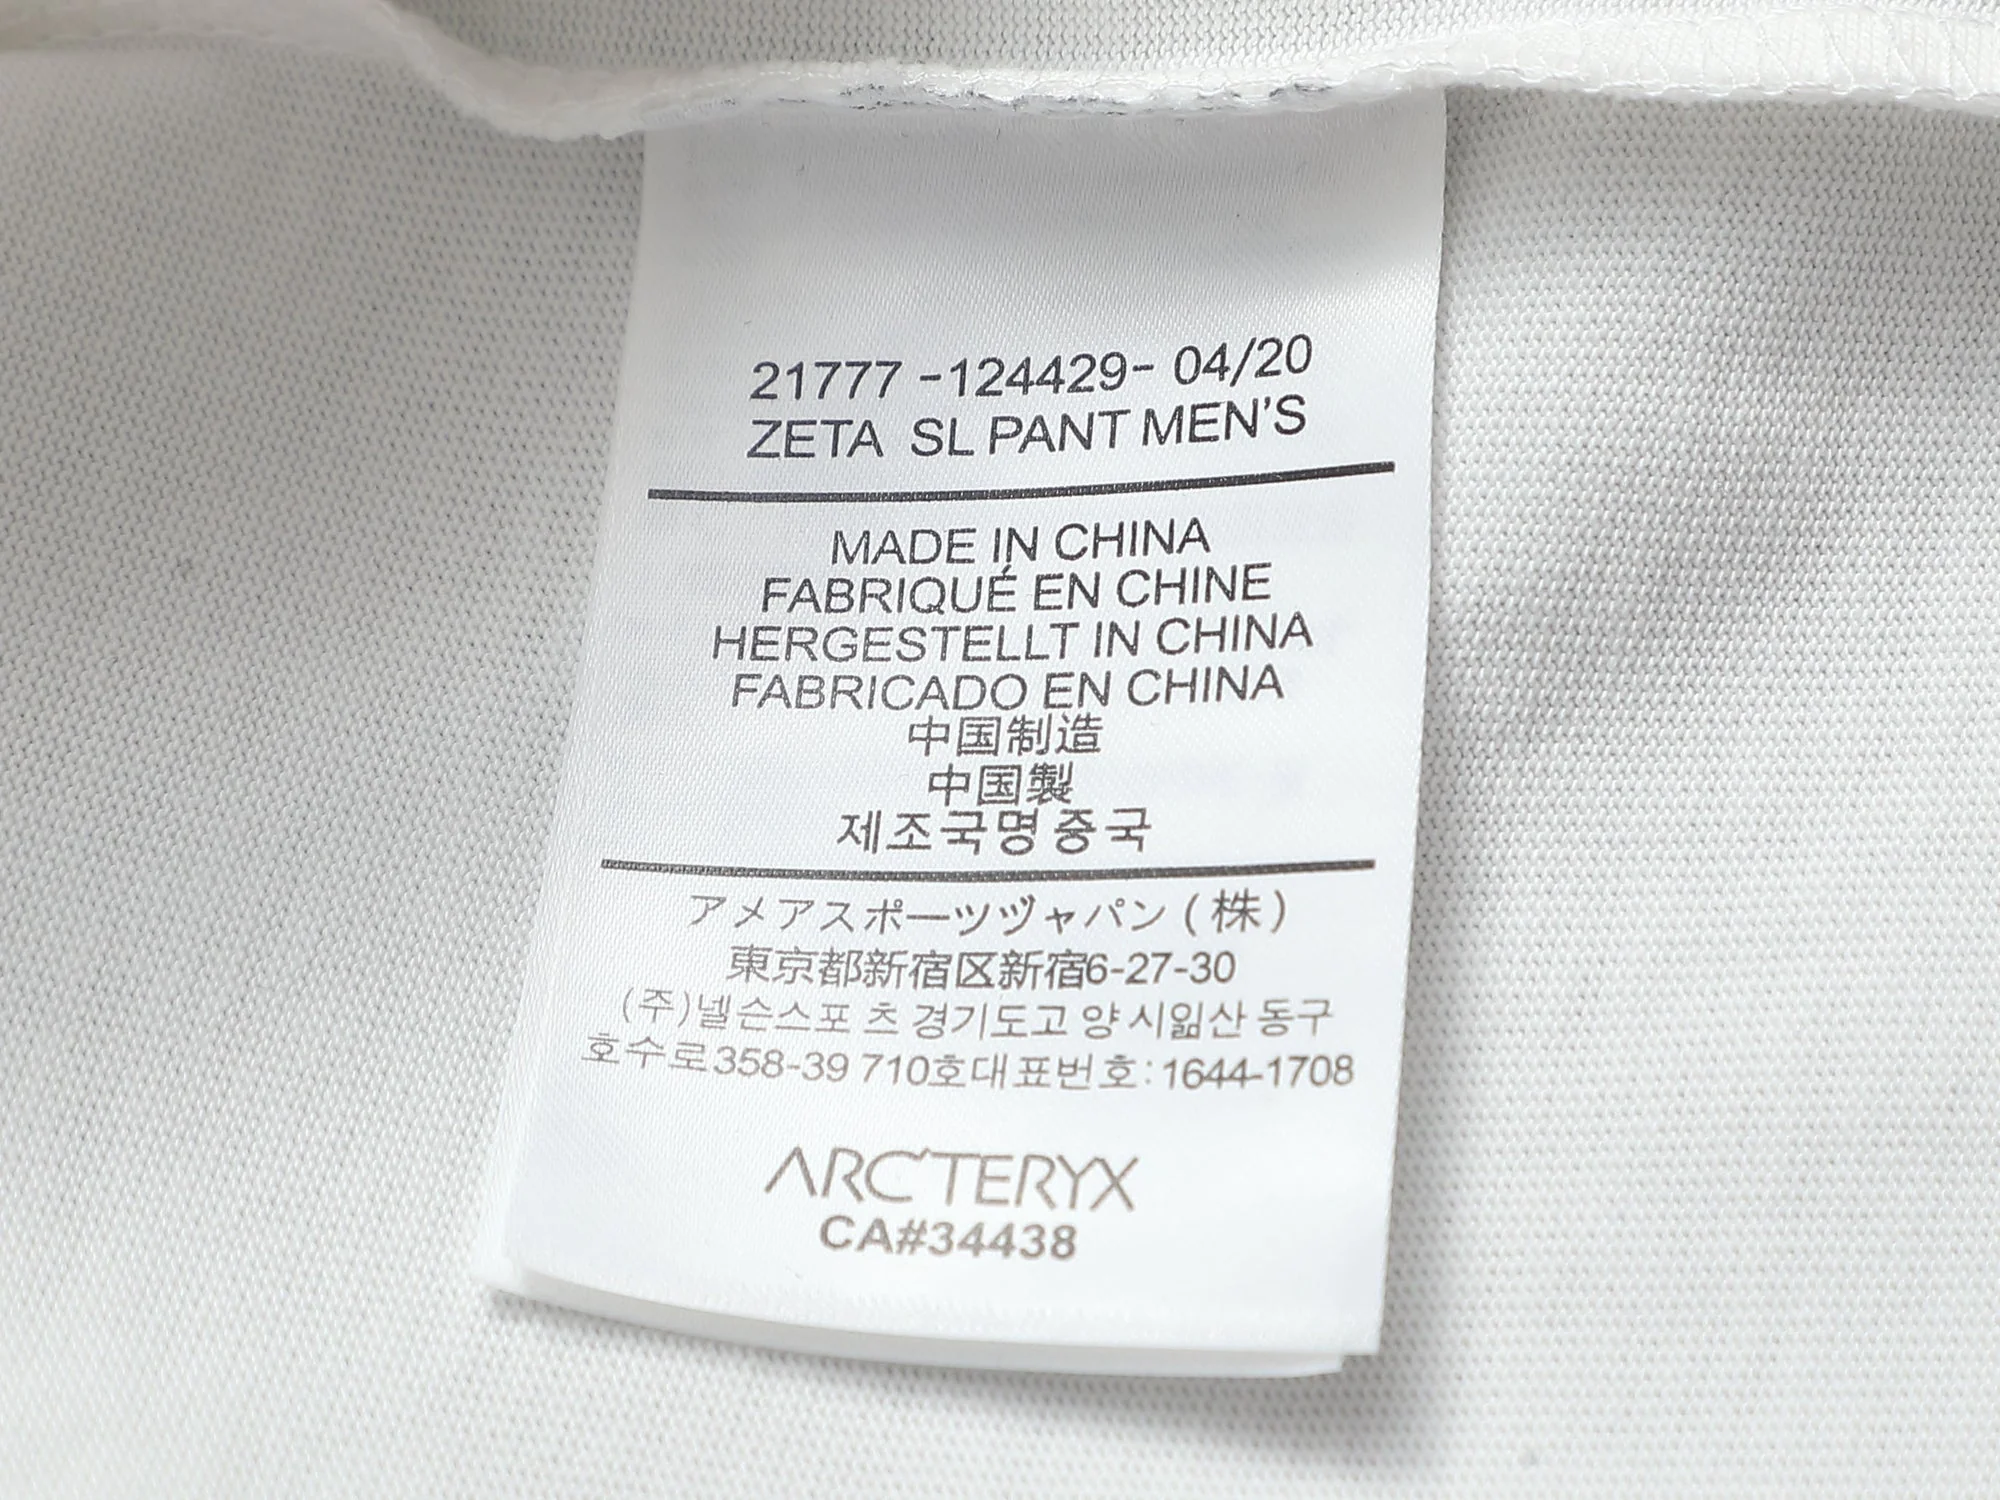 21777 -124429- 04/20
ZETA SL PANT MEN'S
MADE IN CHINA
FABRIQUÉ EN CHINE
HERGESTELLT IN CHINA
FABRICADO EN CHINA
中国制造
中国製
제조국명 중국
アメアスポーツヅャパン (株)
東京都新宿区新宿6-27-30
(주)넬슨스포 츠 경기도고 양 시잃산 동구
호수로358-39 710호대표번호:1644-1708
ARC'TERYX
CA#34438